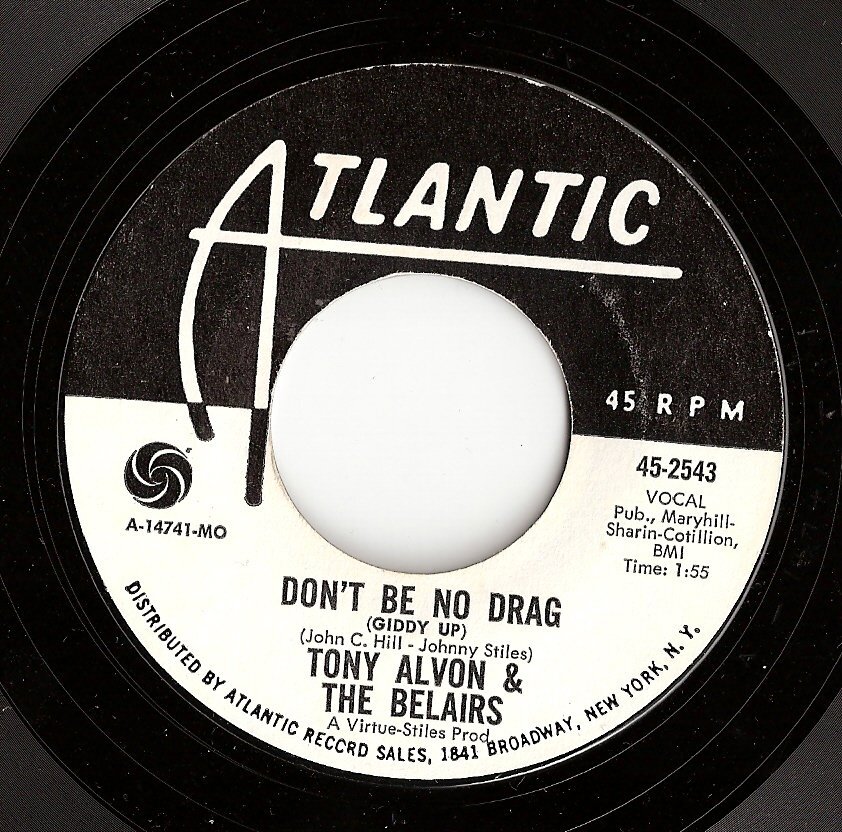 ATLANTIC
45 RPM
45-2543
VOCAL
Pub., Maryhill-
Sharin-Cotillion,
BMI
Time: 1:55
A-14741-MO
DON'T BE NO DRAG
(GIDDY UP)
(John C. Hill - Johnny Stiles)
TONY ALVON &
THE BELAIRS
A Virtue-Stiles Prod.
DISTRIBUTED BY ATLANTIC RECCRD SALES, 1841 BROADWAY, NEW YORK, N. Y.